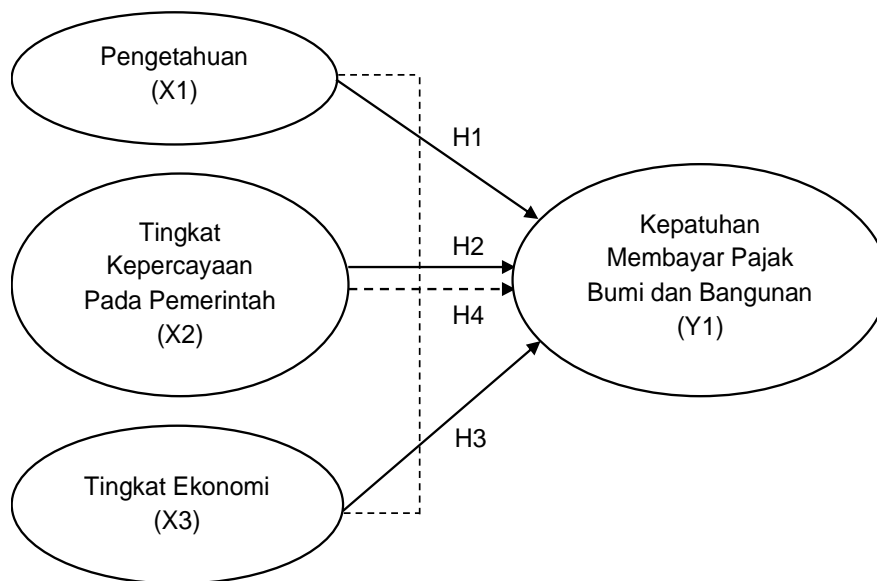 Pengetahuan
(X1)
H1
Tingkat
Kepercayaan
Pada Pemerintah
(X2)
H2
H4
Kepatuhan
Membayar Pajak
Bumi dan Bangunan
(Y1)
H3
Tingkat Ekonomi
(X3)